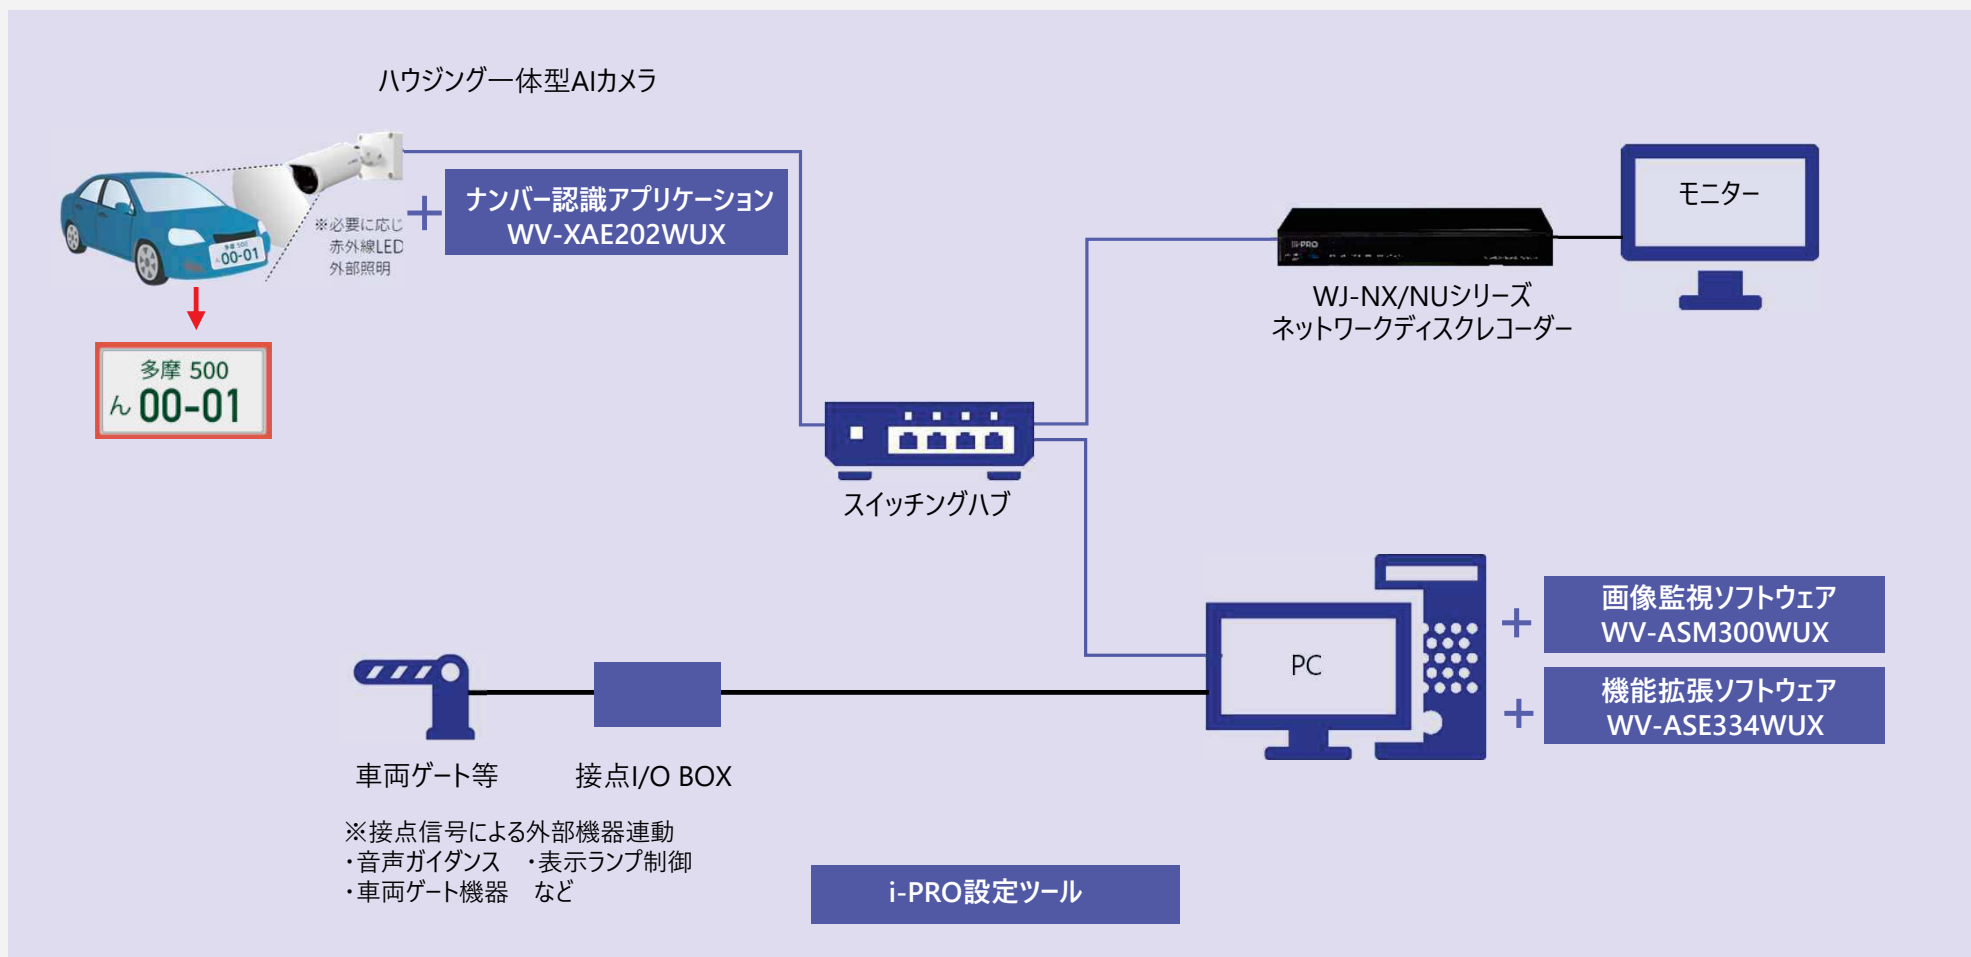 ハウジング一体型AIカメラ
※必要に応じ
赤外線LED
外部照明
多摩 500
ん 00-01
ナンバー認識アプリケーション
WV-XAE202WUX
多摩 500
ん 00-01
i-PRO
WJ-NX/NUシリーズ
ネットワークディスクレコーダー
モニター
スイッチングハブ
PC
画像監視ソフトウェア
WV-ASM300WUX
機能拡張ソフトウェア
WV-ASE334WUX
車両ゲート等
接点I/O BOX
※接点信号による外部機器連動
・音声ガイダンス ・表示ランプ制御
・車両ゲート機器 など
i-PRO設定ツール